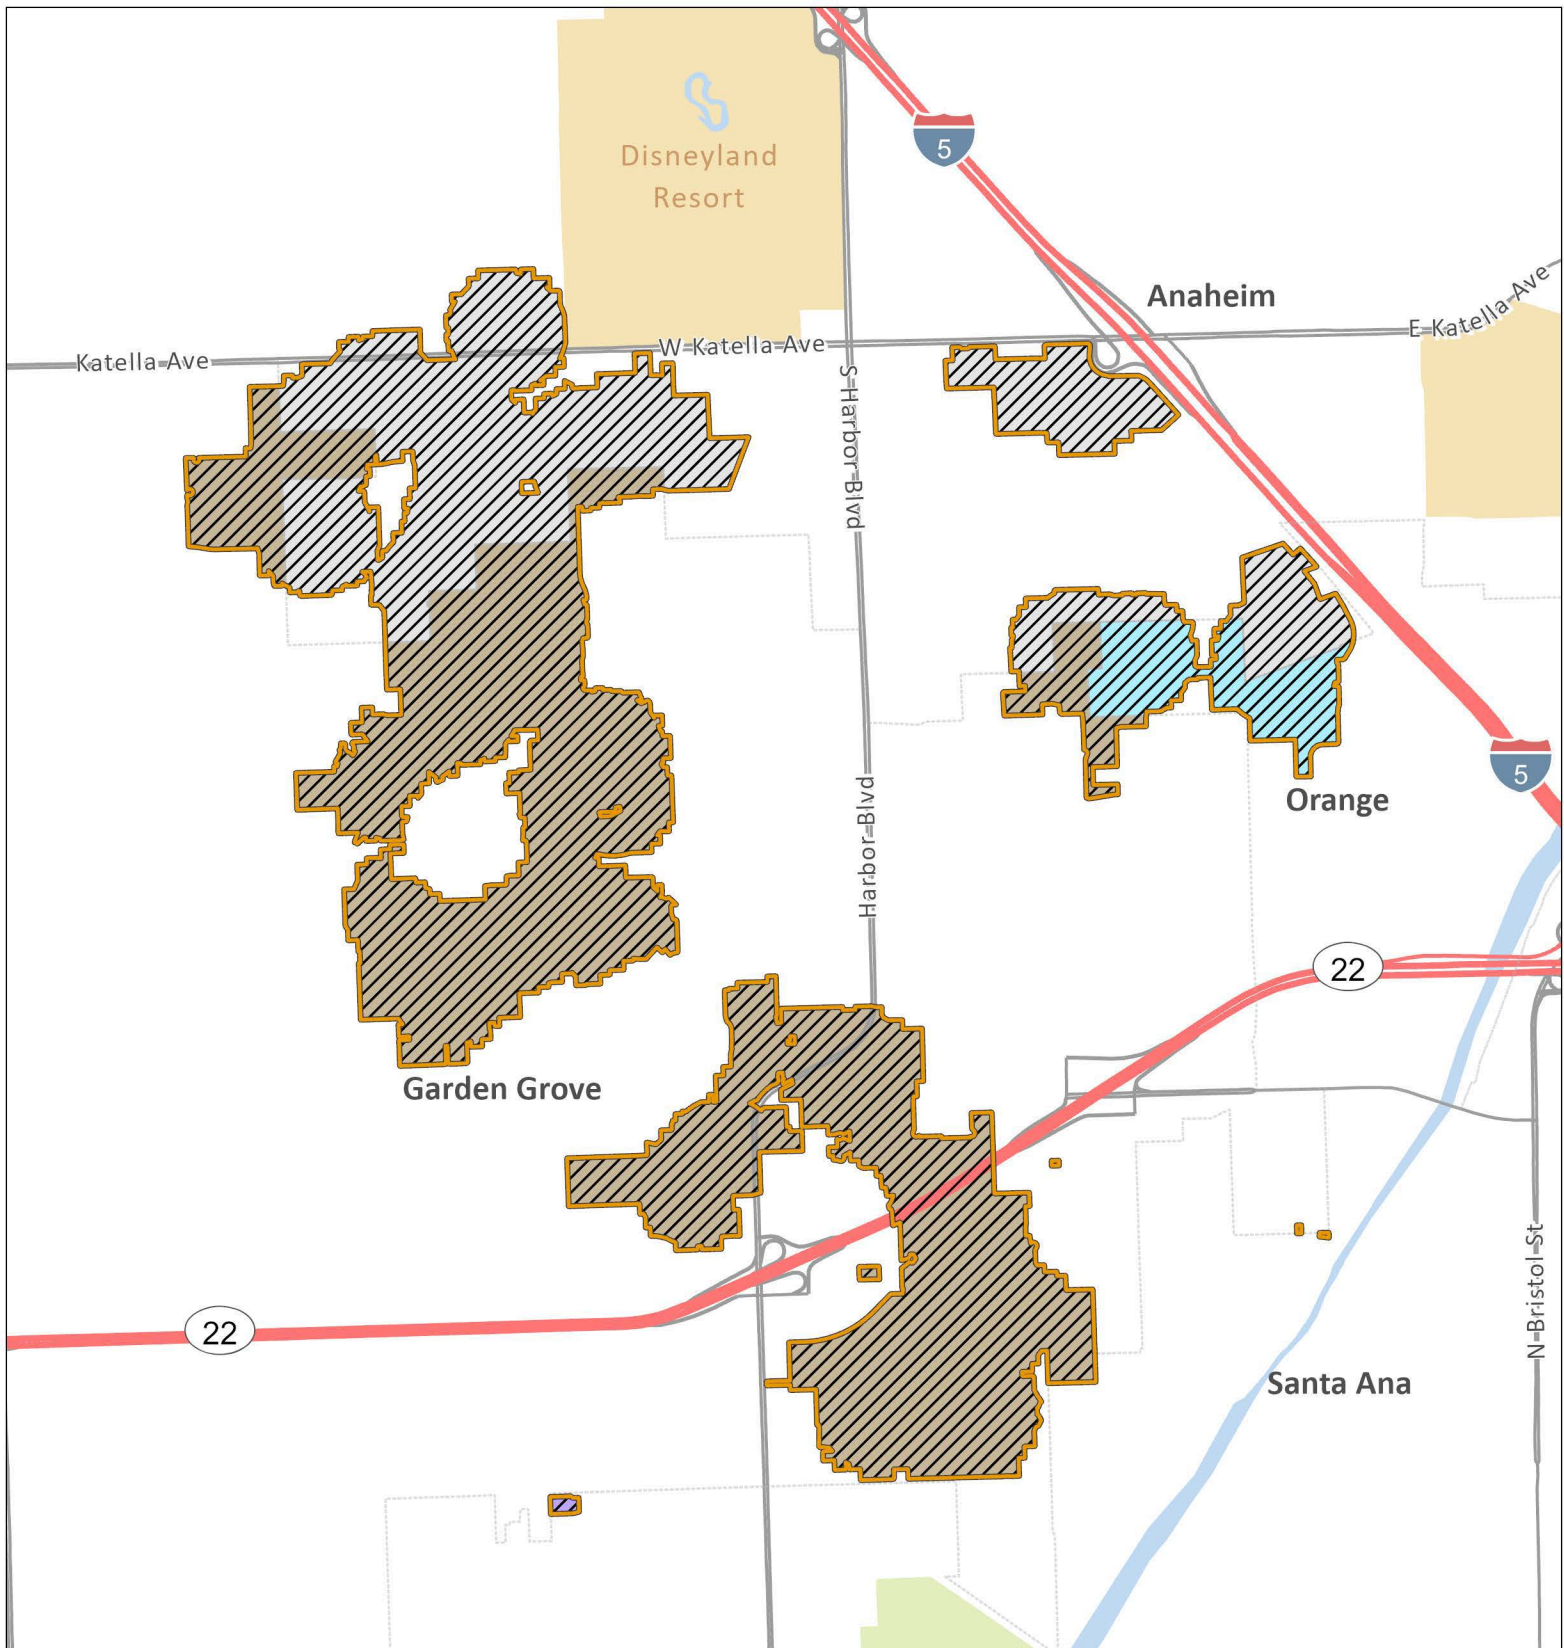 Disneyland
Resort
5
Anaheim
E Katella Ave
Katella Ave
W Katella Ave
S Harbor Blvd
5
Orange
Harbor Blvd
22
Garden Grove
N Bristol St
22
Santa Ana